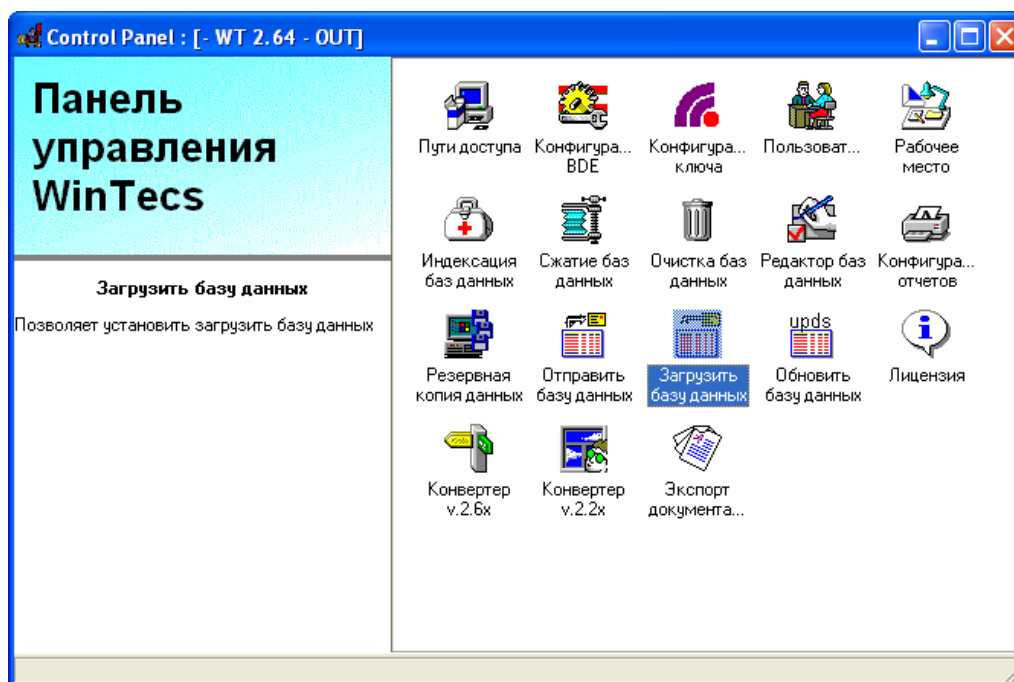 Control Panel : [- WT 2.64 - OUT]
Панель
управления
WinTecs
Загрузить базу данных
Позволяет установить загрузить базу данных
Пути доступа
Конфигура...
BDE
Конфигура...
ключа
Пользоват...
Рабочее
место
Индексация
баз данных
Сжатие баз
данных
Очистка баз
данных
Редактор баз
данных
Конфигура...
отчетов
Резервная
копия данных
Отправить
базу данных
Загрузить
базу данных
upds
Обновить
базу данных
Лицензия
Конвертер
v.2.6x
Конвертер
v.2.2x
Экспорт
документа...